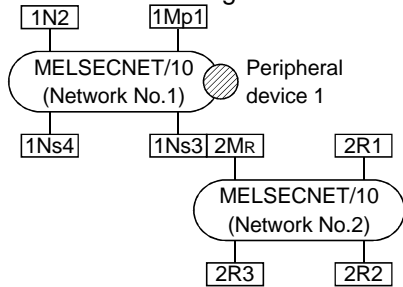 1N2 1Mp1
MELSECNET/10
(Network No.1)
Peripheral
device 1
1Ns4 1Ns3 2MR 2R1
MELSECNET/10
(Network No.2)
2R3 2R2